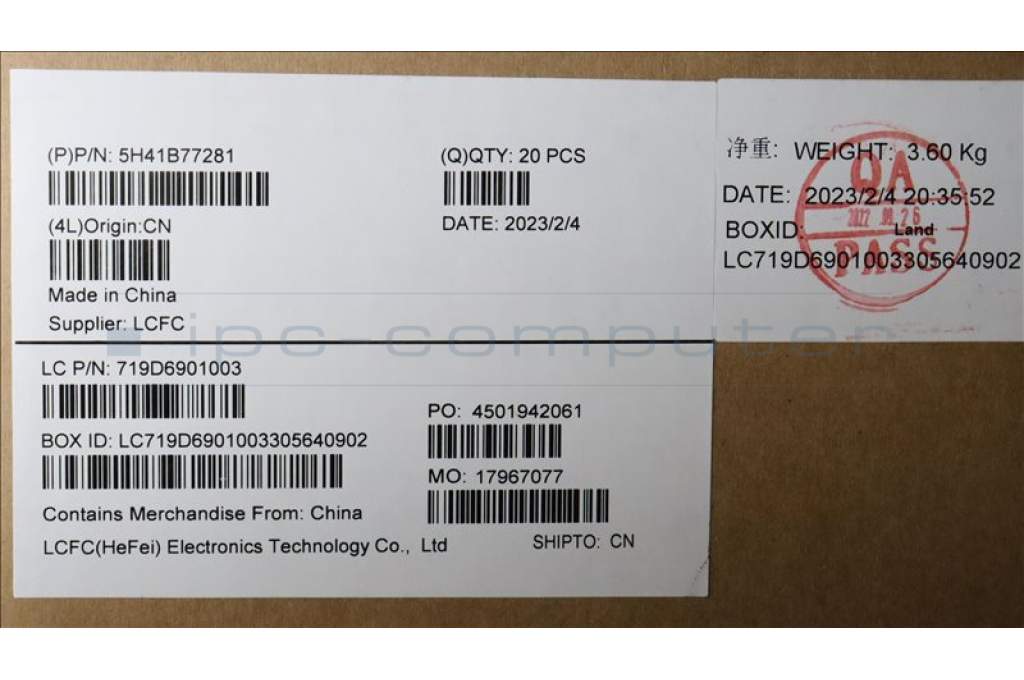 (P)P/N: 5H41B77281
(Q)QTY: 20 PCS
(4L)Origin:CN
DATE: 2023/2/4
Made in China
Supplier: LCFC
LC P/N: 719D6901003
PO: 4501942061
BOX ID: LC719D6901003305640902
MO: 17967077
Contains Merchandise From: China
LCFC(HeFei) Electronics Technology Co., Ltd
SHIPTO: CN
净重: WEIGHT: 3.60 Kg
DATE: 2023/2/4 20:35:52
BOXID: Land
LC719D6901003305640902
QA
PASS
ipc-computer